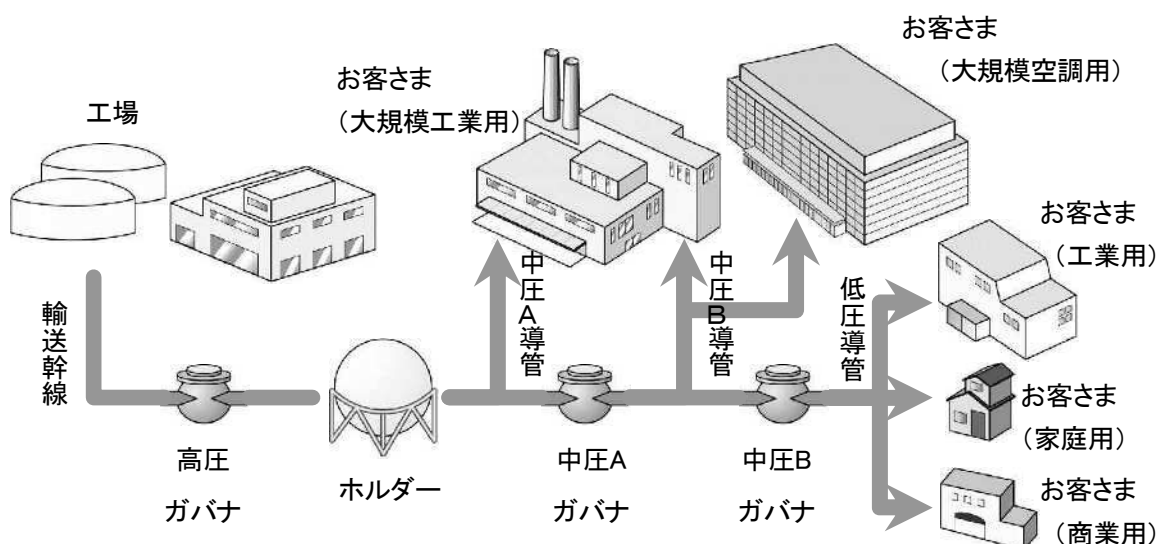 お客さま
（大規模空調用）
お客さま
（大規模工業用）
工場
お客さま
（工業用）
輸送幹線
中圧A導管
中圧B導管
低圧導管
お客さま
（家庭用）
高圧
ガバナ
ホルダー
中圧A
ガバナ
中圧B
ガバナ
お客さま
（商業用）